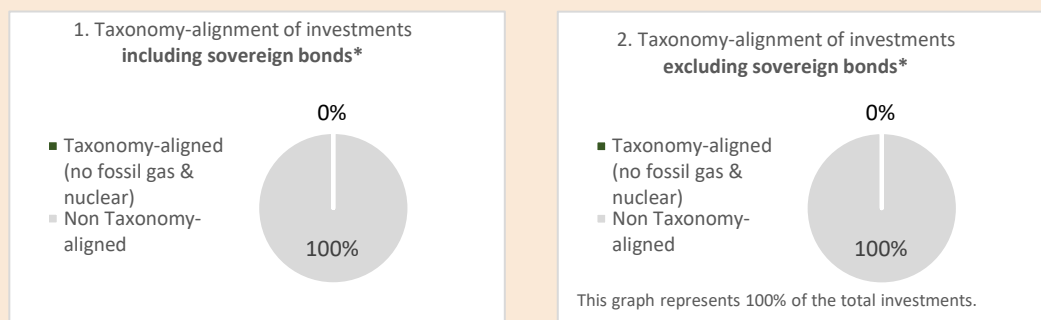 1. Taxonomy-alignment of investments
including sovereign bonds*
0%
Taxonomy-aligned
(no fossil gas &
nuclear)
Non Taxonomy-
aligned
100%
2. Taxonomy-alignment of investments
excluding sovereign bonds*
0%
Taxonomy-aligned
(no fossil gas &
nuclear)
Non Taxonomy-
aligned
100%
This graph represents 100% of the total investments.